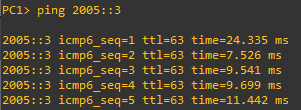 PC1> ping 2005::3
2005::3 icmp6_seq=1 ttl=63 time=24.335 ms
2005::3 icmp6_seq=2 ttl=63 time=7.526 ms
2005::3 icmp6_seq=3 ttl=63 time=9.541 ms
2005::3 icmp6_seq=4 ttl=63 time=9.699 ms
2005::3 icmp6_seq=5 ttl=63 time=11.442 ms